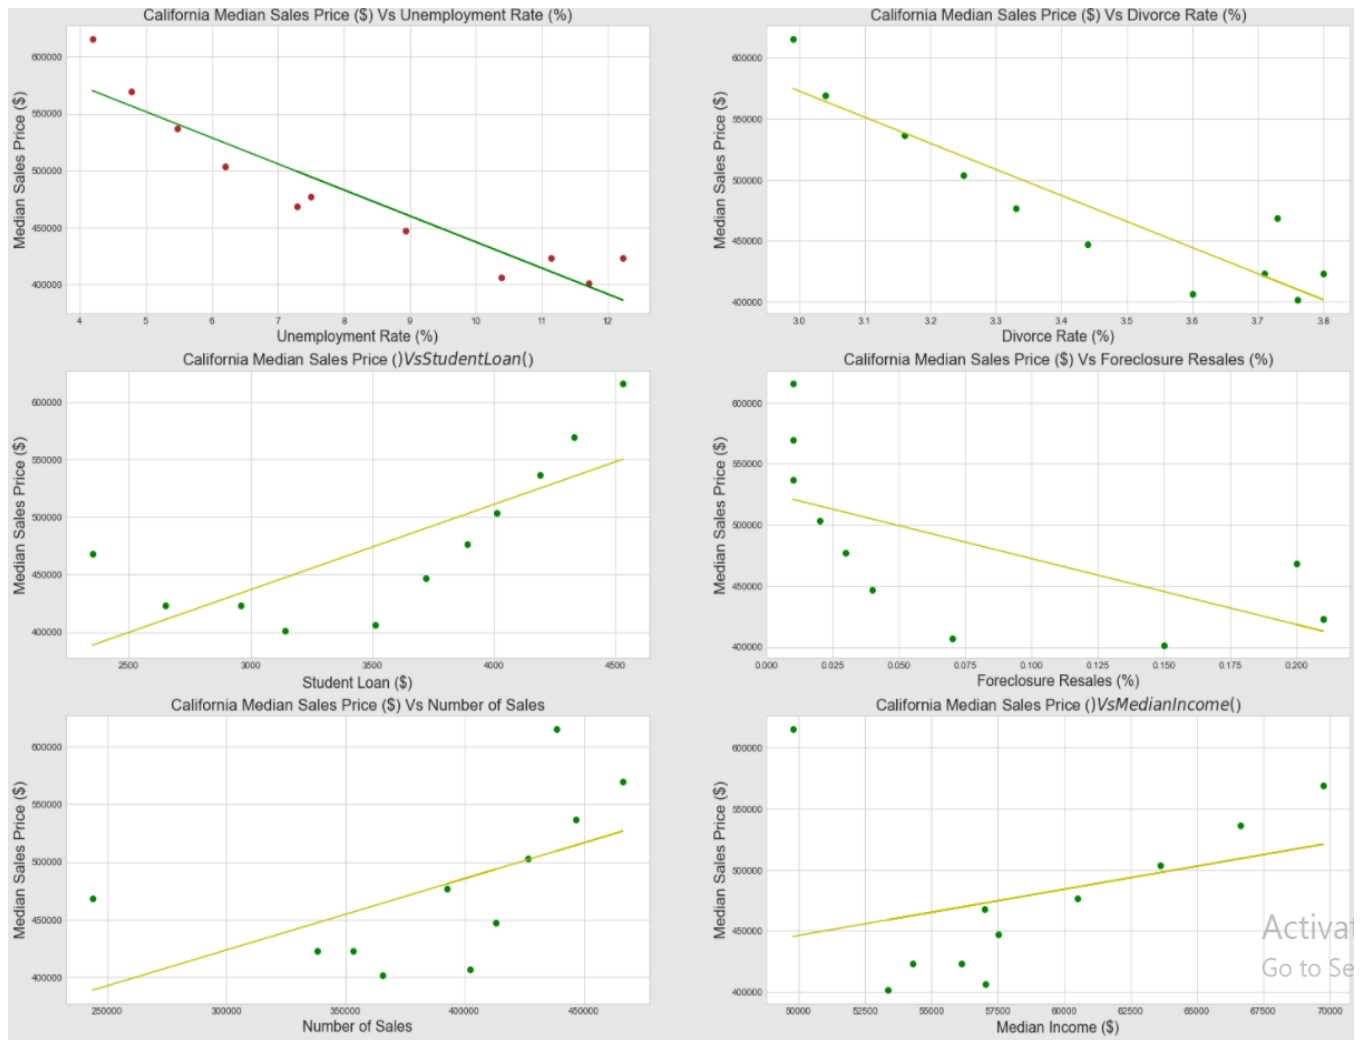 California Median Sales Price ($) Vs Unemployment Rate (%)
Median Sales Price ($)
600000
550000
500000
450000
400000
4 5 6 7 8 9 10 11 12
Unemployment Rate (%)
California Median Sales Price ($) Vs Divorce Rate (%)
Median Sales Price ($)
600000
550000
500000
450000
400000
3.0 3.1 3.2 3.3 3.4 3.5 3.6 3.7 3.8
Divorce Rate (%)
California Median Sales Price ()VsStudentLoan()
Median Sales Price ($)
600000
550000
500000
450000
400000
2500 3000 3500 4000 4500
Student Loan ($)
California Median Sales Price ($) Vs Foreclosure Resales (%)
Median Sales Price ($)
600000
550000
500000
450000
400000
0.000 0.025 0.050 0.075 0.100 0.125 0.150 0.175 0.200
Foreclosure Resales (%)
California Median Sales Price ($) Vs Number of Sales
Median Sales Price ($)
600000
550000
500000
450000
400000
250000 300000 350000 400000 450000
Number of Sales
California Median Sales Price ()VsMedianIncome()
Median Sales Price ($)
600000
550000
500000
450000
400000
50000 52500 55000 57500 60000 62500 65000 67500 70000
Median Income ($)
Activat
Go to Se